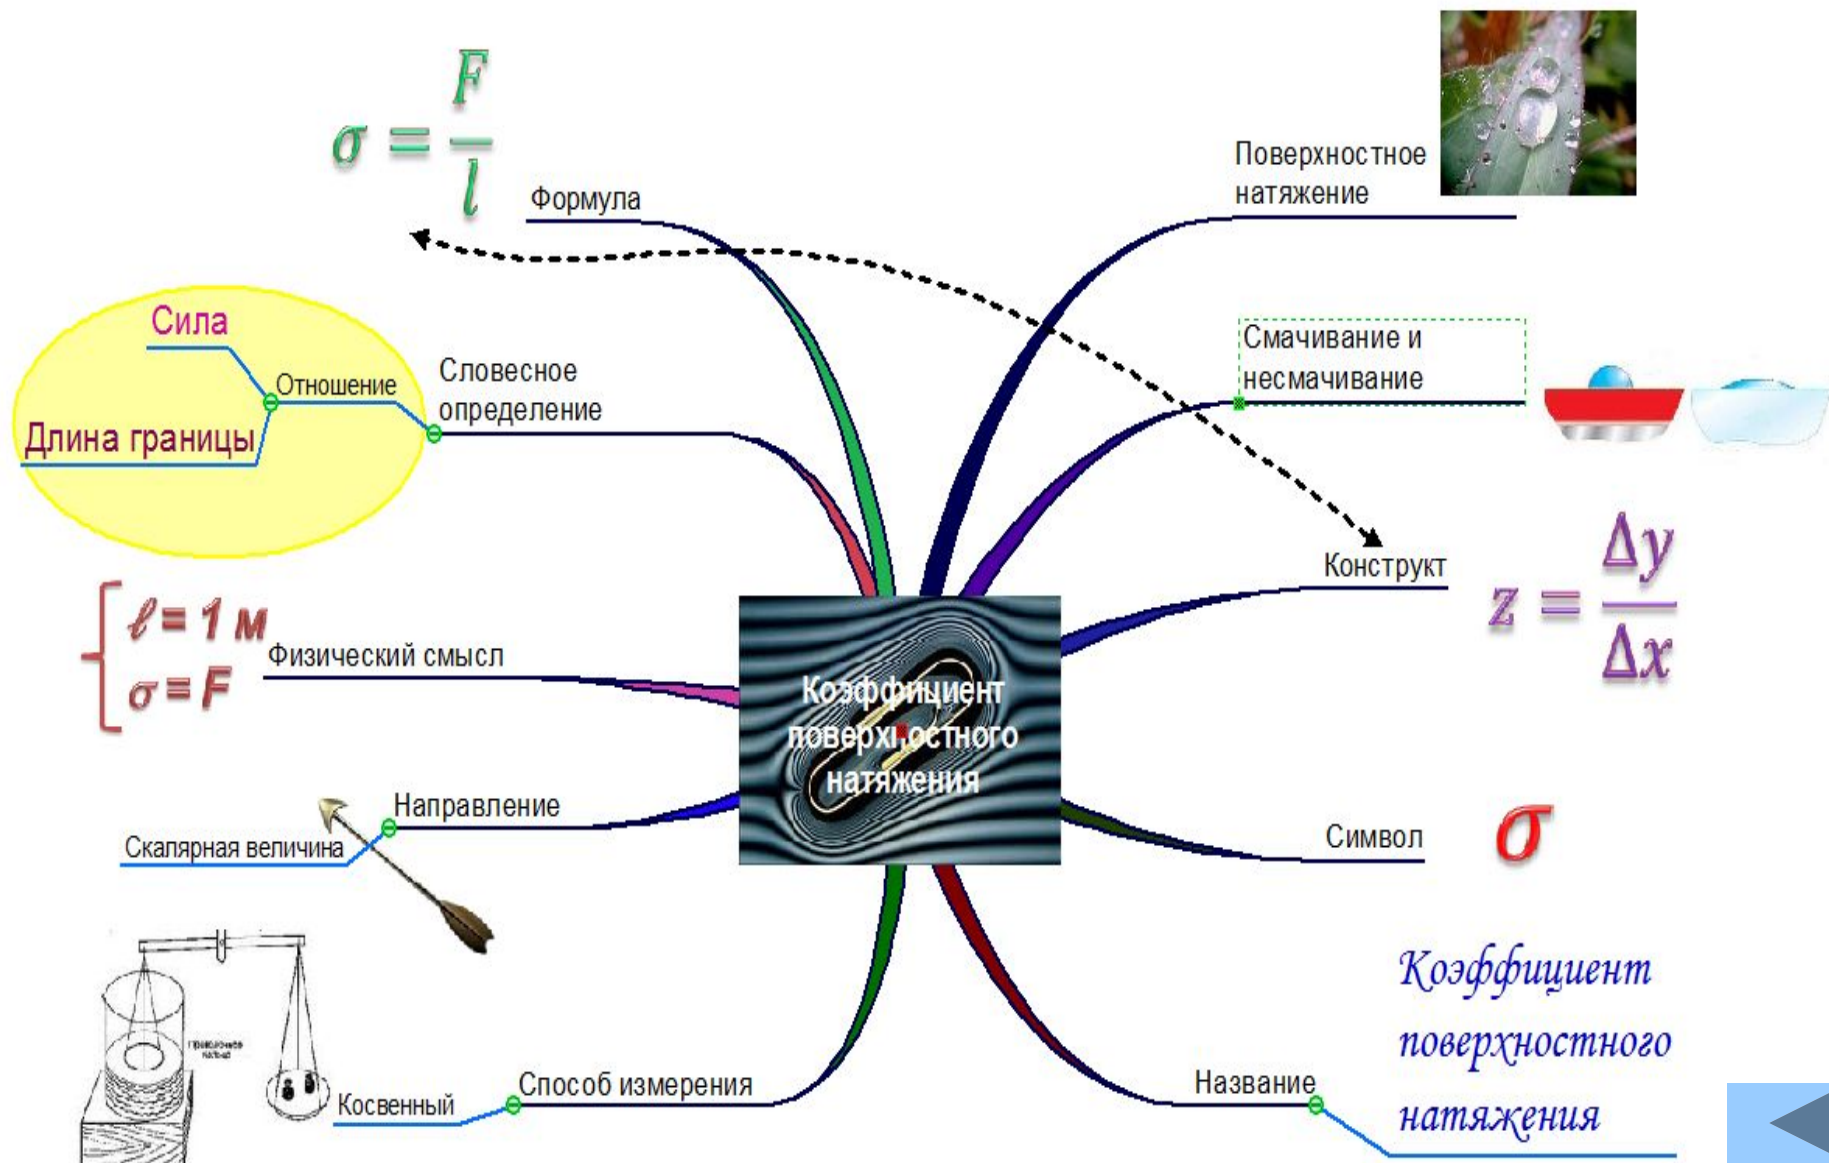 σ = F/l
Формула
Поверхностное
натяжение
Сила
Отношение
Длина границы
Словесное
определение
Смачивание и
несмачивание
Конструкт
z = Δy/Δx
ℓ = 1 м
σ = F
Физический смысл
Коэффициент
поверхностного
натяжения
Направление
Скалярная величина
Символ
σ
Способ измерения
Косвенный
Название
Коэффициент
поверхностного
натяжения